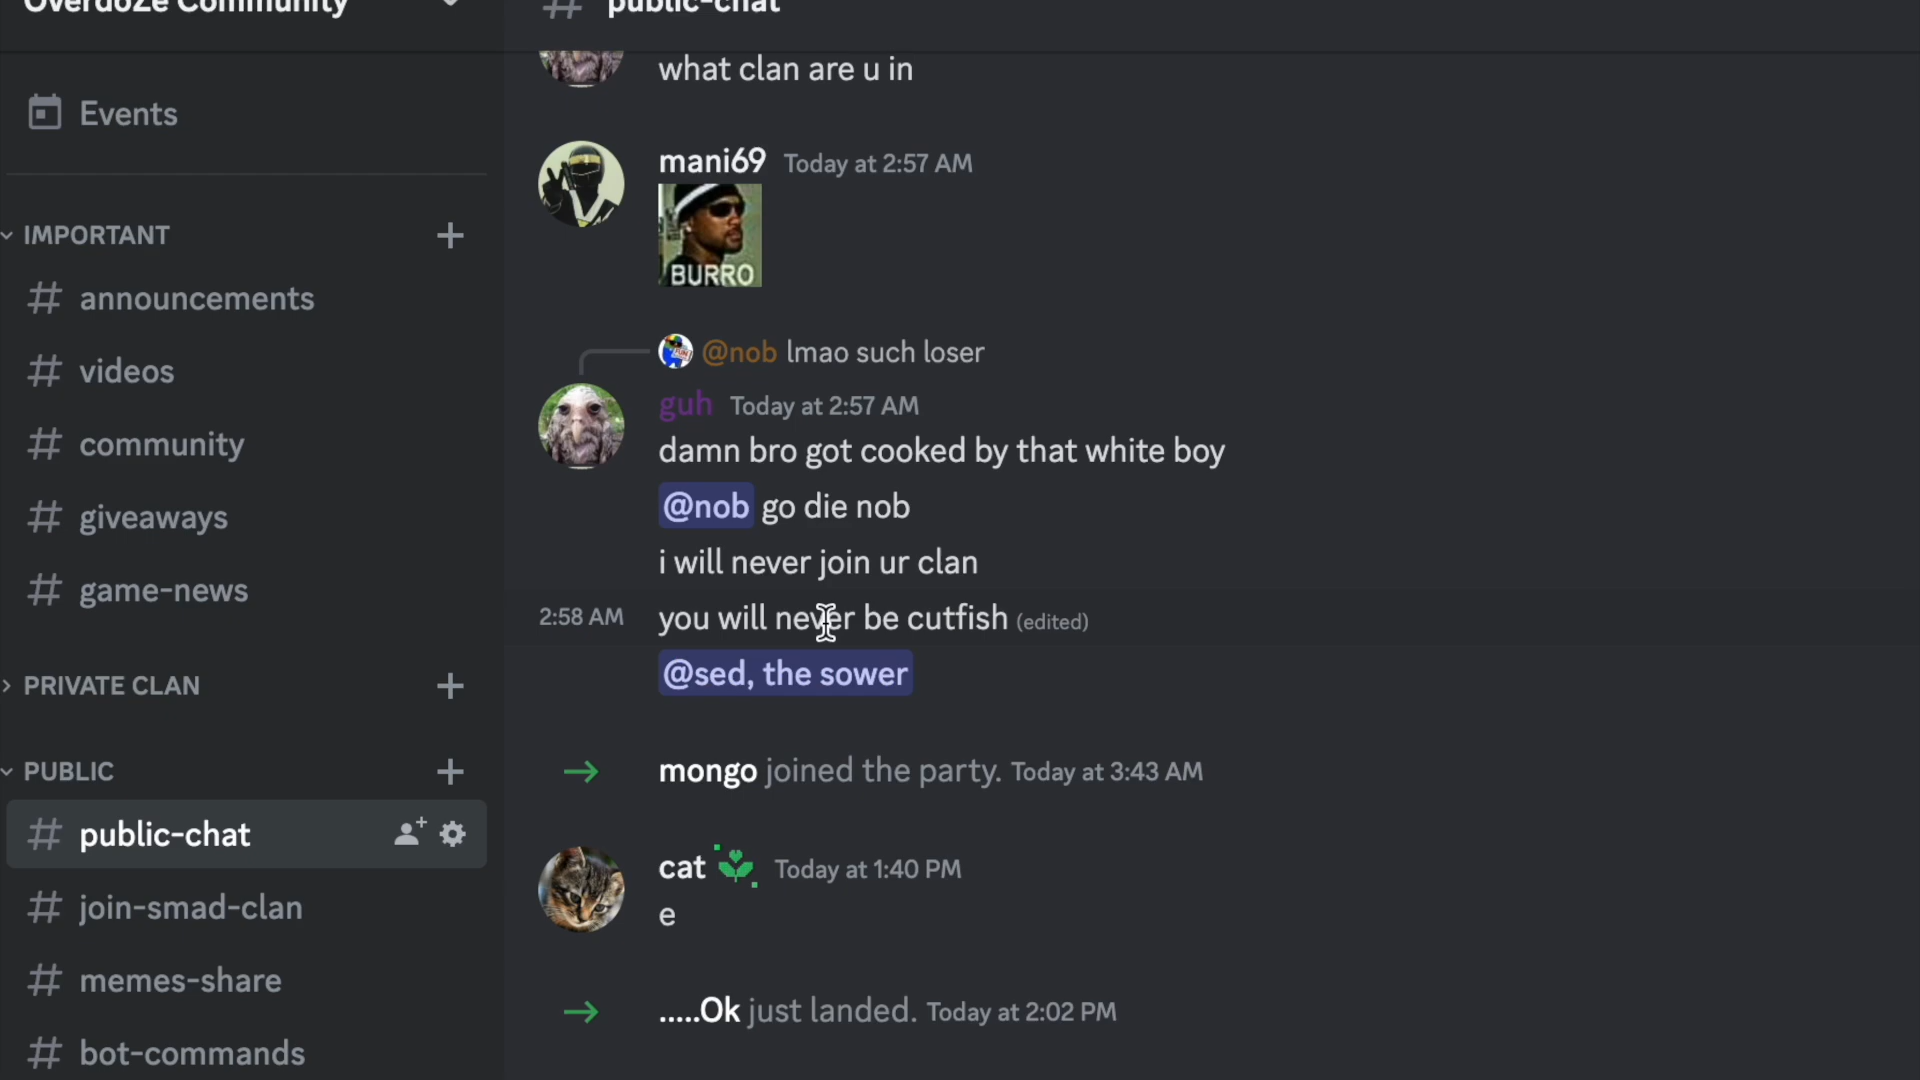 OverdoZe Community
Events
IMPORTANT
announcements
videos
community
giveaways
game-news
PRIVATE CLAN
PUBLIC
public-chat
join-smad-clan
memes-share
bot-commands
public-chat
what clan are u in
mani69 Today at 2:57 AM
BURRO
@nob lmao such loser
guh Today at 2:57 AM
damn bro got cooked by that white boy
@nob go die nob
i will never join ur clan
2:58 AM you will never be cutfish (edited)
@sed, the sower
mongo joined the party. Today at 3:43 AM
cat Today at 1:40 PM
e
.....Ok just landed. Today at 2:02 PM